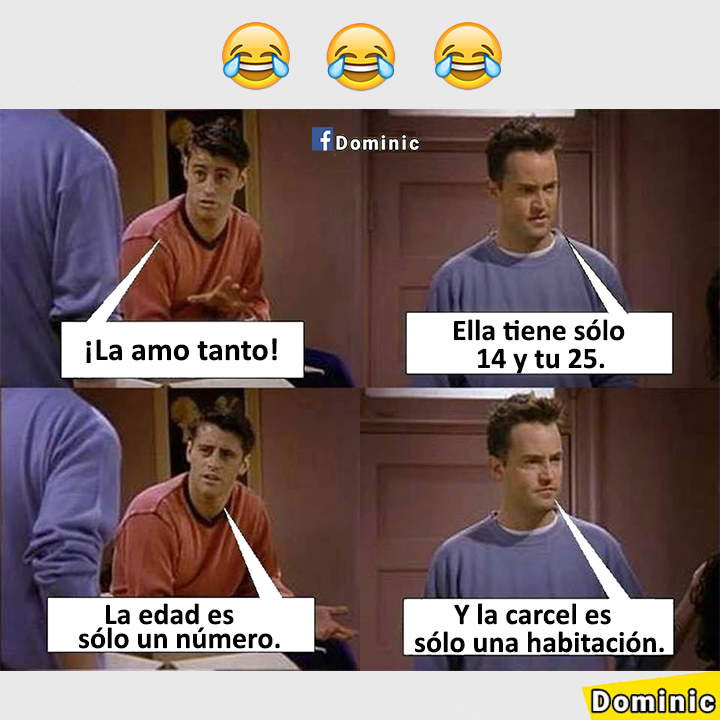 Dominic
¡La amo tanto!
Ella tiene sólo
14 y tu 25.
La edad es
sólo un número.
Y la carcel es
sólo una habitación.
Dominic